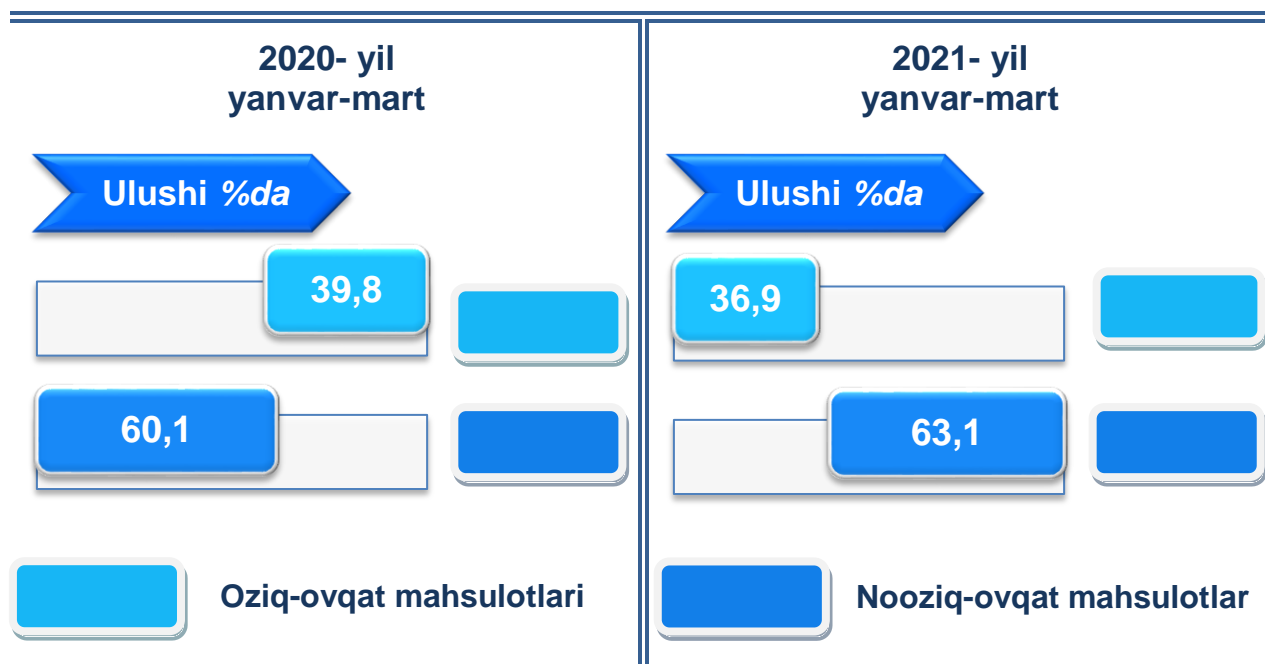 2020- yil
yanvar-mart
Ulushi %da
39,8
60,1
2021- yil
yanvar-mart
Ulushi %da
36,9
63,1
Oziq-ovqat mahsulotlari
Nooziq-ovqat mahsulotlar